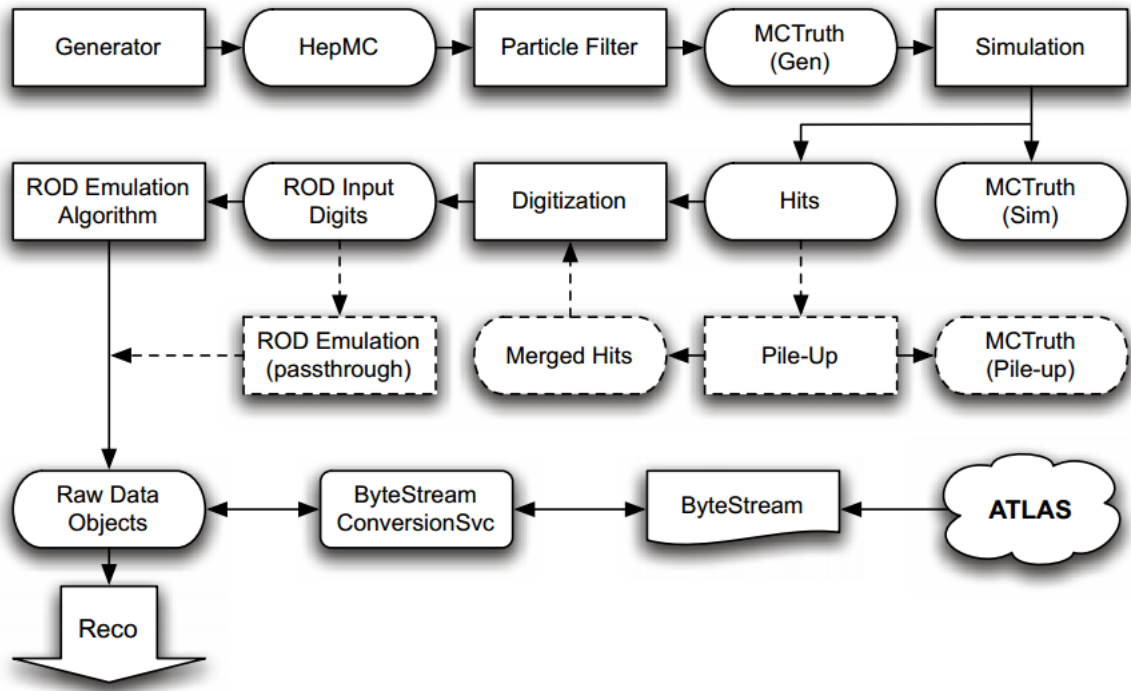 Generator
HepMC
Particle Filter
MCTruth
(Gen)
Simulation
ROD Emulation
Algorithm
ROD Input
Digits
Digitization
Hits
MCTruth
(Sim)
ROD Emulation
(passthrough)
Merged Hits
Pile-Up
MCTruth
(Pile-up)
Raw Data
Objects
ByteStream
ConversionSvc
ByteStream
ATLAS
Reco